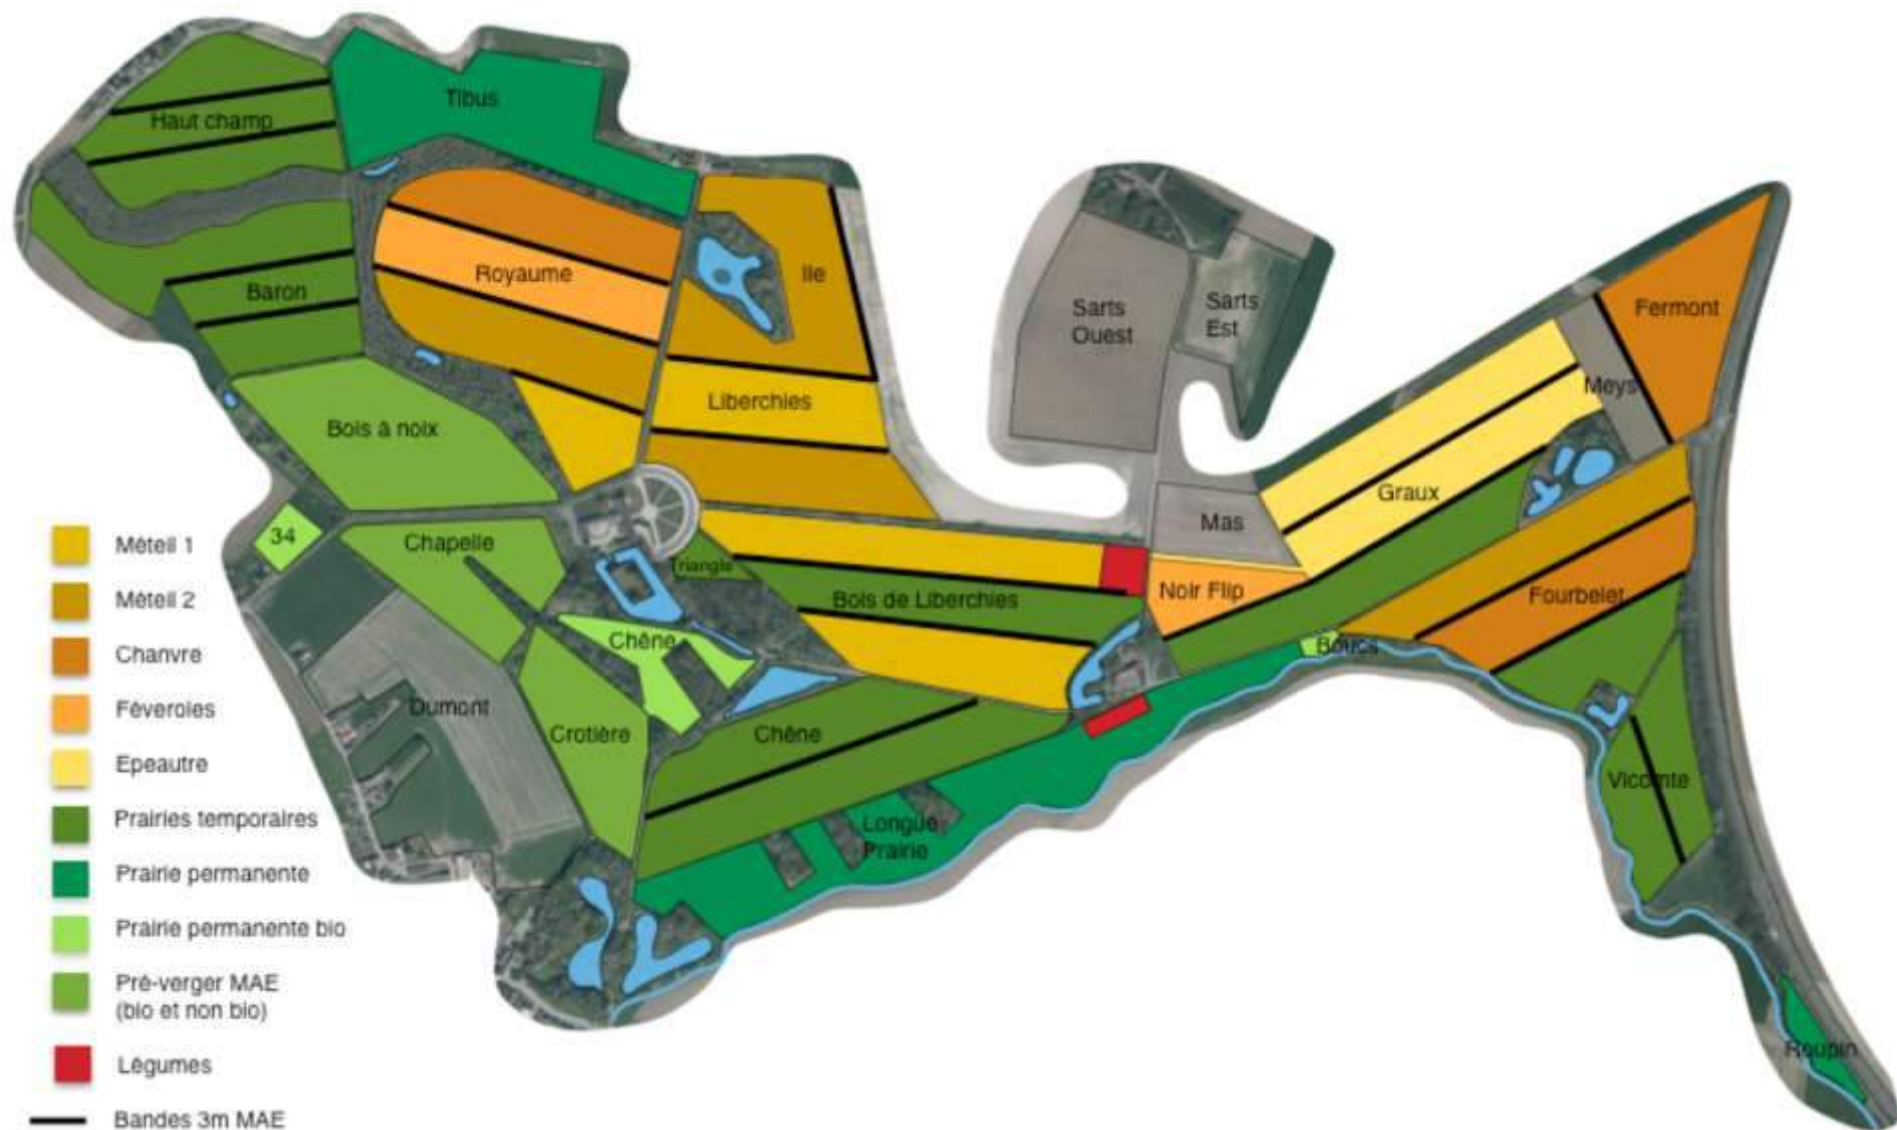 Tibus
Haut champ
Royaume
Ile
Baron
Sarts
Ouest
Sarts
Est
Fermont
Meys
Liberchies
Bois à noix
Graux
Mas
34
Chapelle
Triangle
Bois de Liberchies
Noir Flip
Fourbelet
Chêne
Boucs
Dumont
Crotière
Chêne
Vicomte
Longue
Prairie
Roupin
Méteil 1
Méteil 2
Chanvre
Féveroles
Epeautre
Prairies temporaires
Prairie permanente
Prairie permanente bio
Pré-verger MAE
(bio et non bio)
Légumes
Bandes 3m MAE